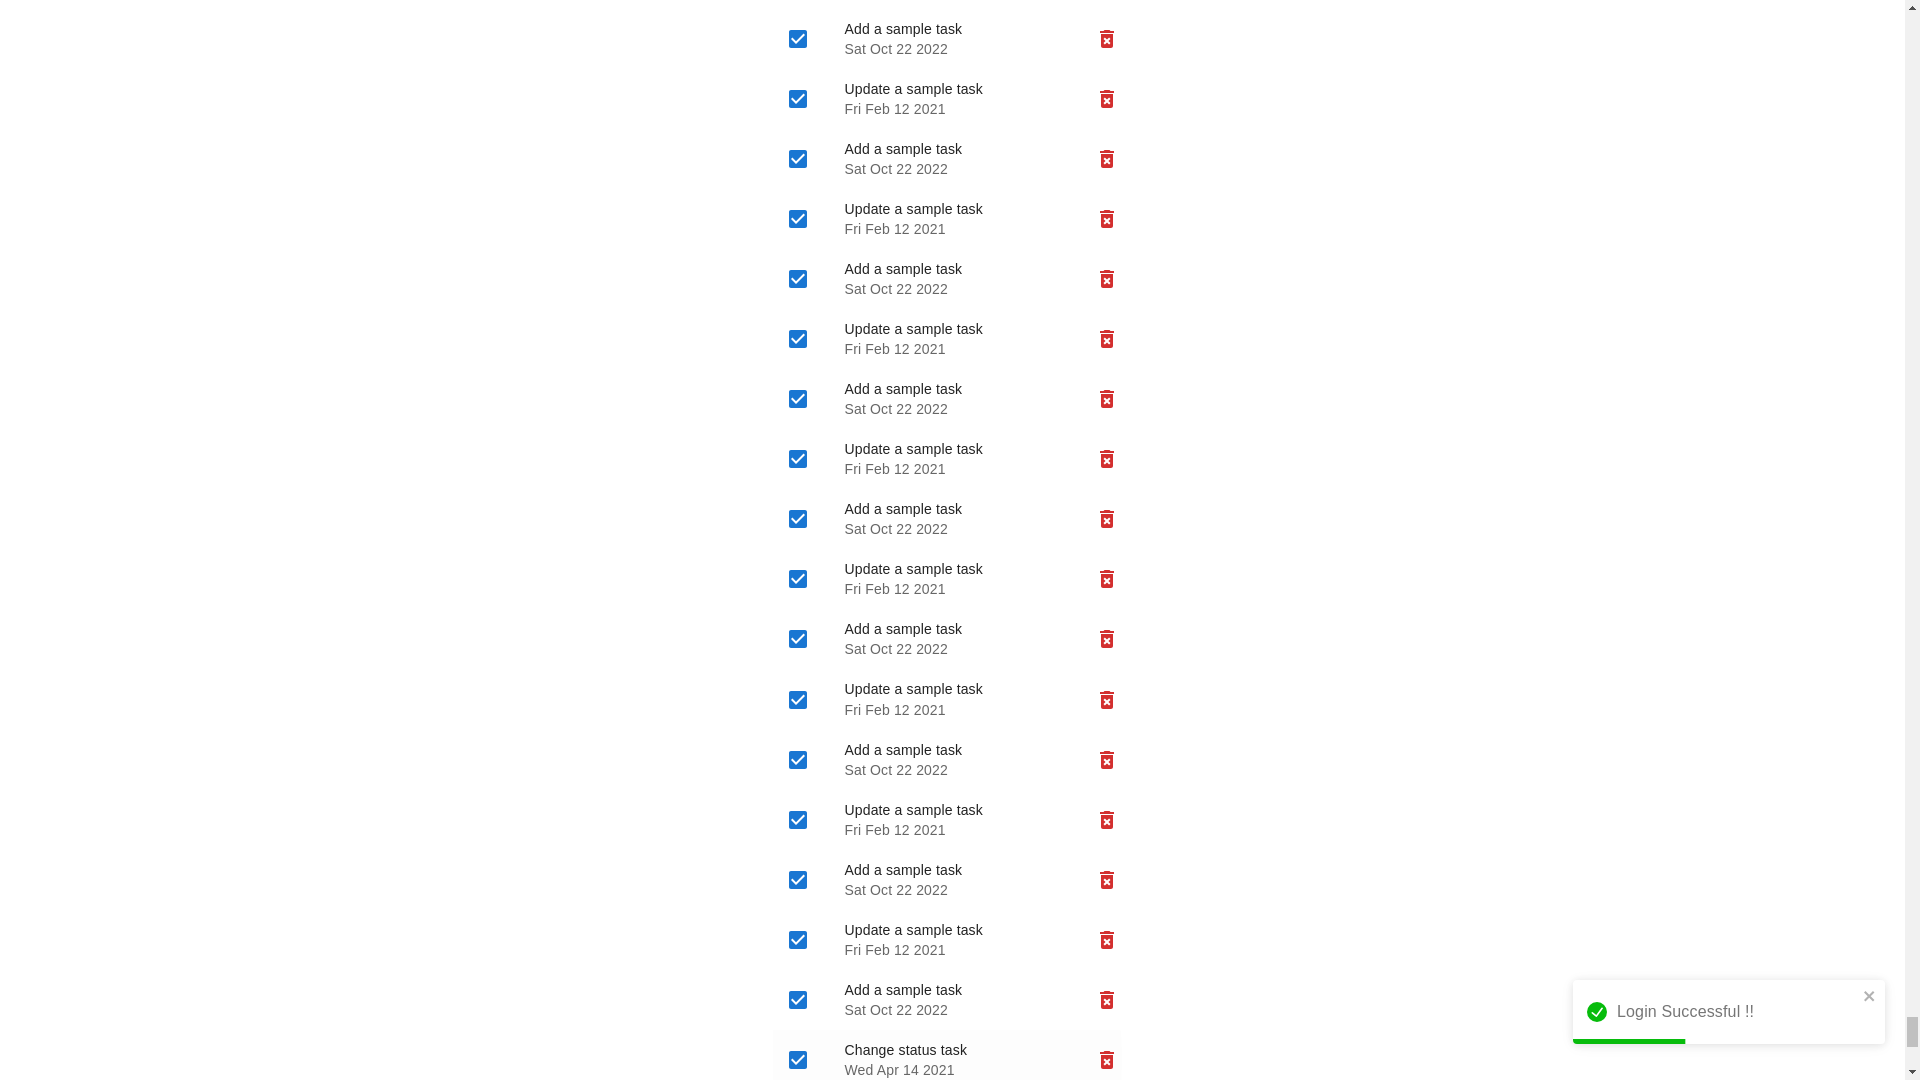 Add a sample task
Sat Oct 22 2022
Update a sample task
Fri Feb 12 2021
Add a sample task
Sat Oct 22 2022
Update a sample task
Fri Feb 12 2021
Add a sample task
Sat Oct 22 2022
Update a sample task
Fri Feb 12 2021
Add a sample task
Sat Oct 22 2022
Update a sample task
Fri Feb 12 2021
Add a sample task
Sat Oct 22 2022
Update a sample task
Fri Feb 12 2021
Add a sample task
Sat Oct 22 2022
Update a sample task
Fri Feb 12 2021
Add a sample task
Sat Oct 22 2022
Update a sample task
Fri Feb 12 2021
Add a sample task
Sat Oct 22 2022
Update a sample task
Fri Feb 12 2021
Add a sample task
Sat Oct 22 2022
Change status task
Wed Apr 14 2021
Login Successful !!